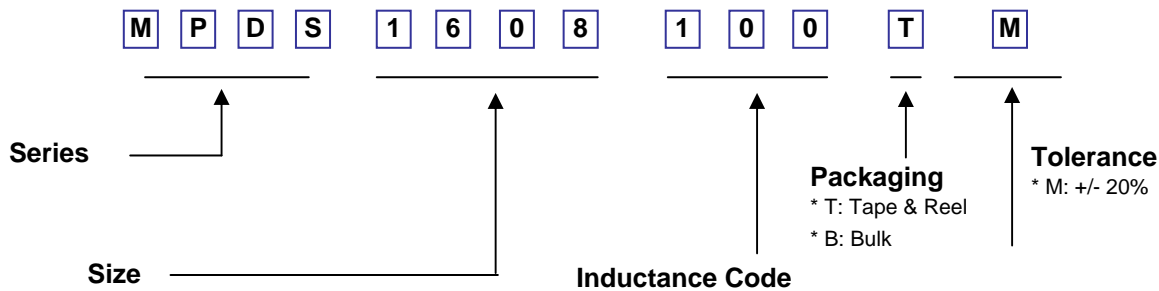 M P D S 1 6 0 8 1 0 0 T M
Series
Packaging
* T: Tape & Reel
* B: Bulk
Tolerance
* M: +/- 20%
Size
Inductance Code